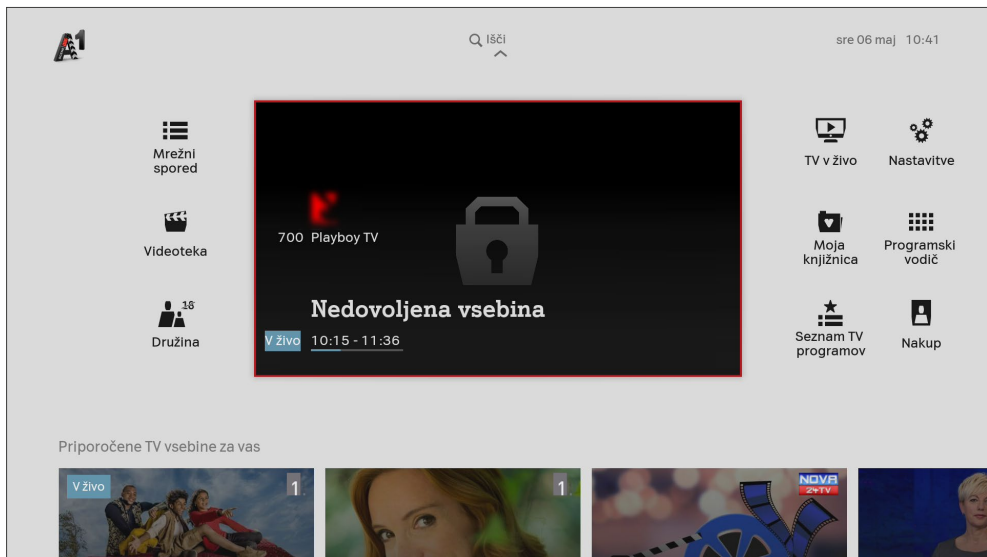 A1
Išči
sre 06 maj 10:41
Mrežni
spored
Videoteka
18
Družina
700 Playboy TV
Nedovoljena vsebina
V živo 10:15 - 11:36
TV v živo
Nastavitve
Moja
knjižnica
Programski
vodič
Seznam TV
programov
Nakup
Priporočene TV vsebine za vas
V živo
1
1
NOVA
24TV